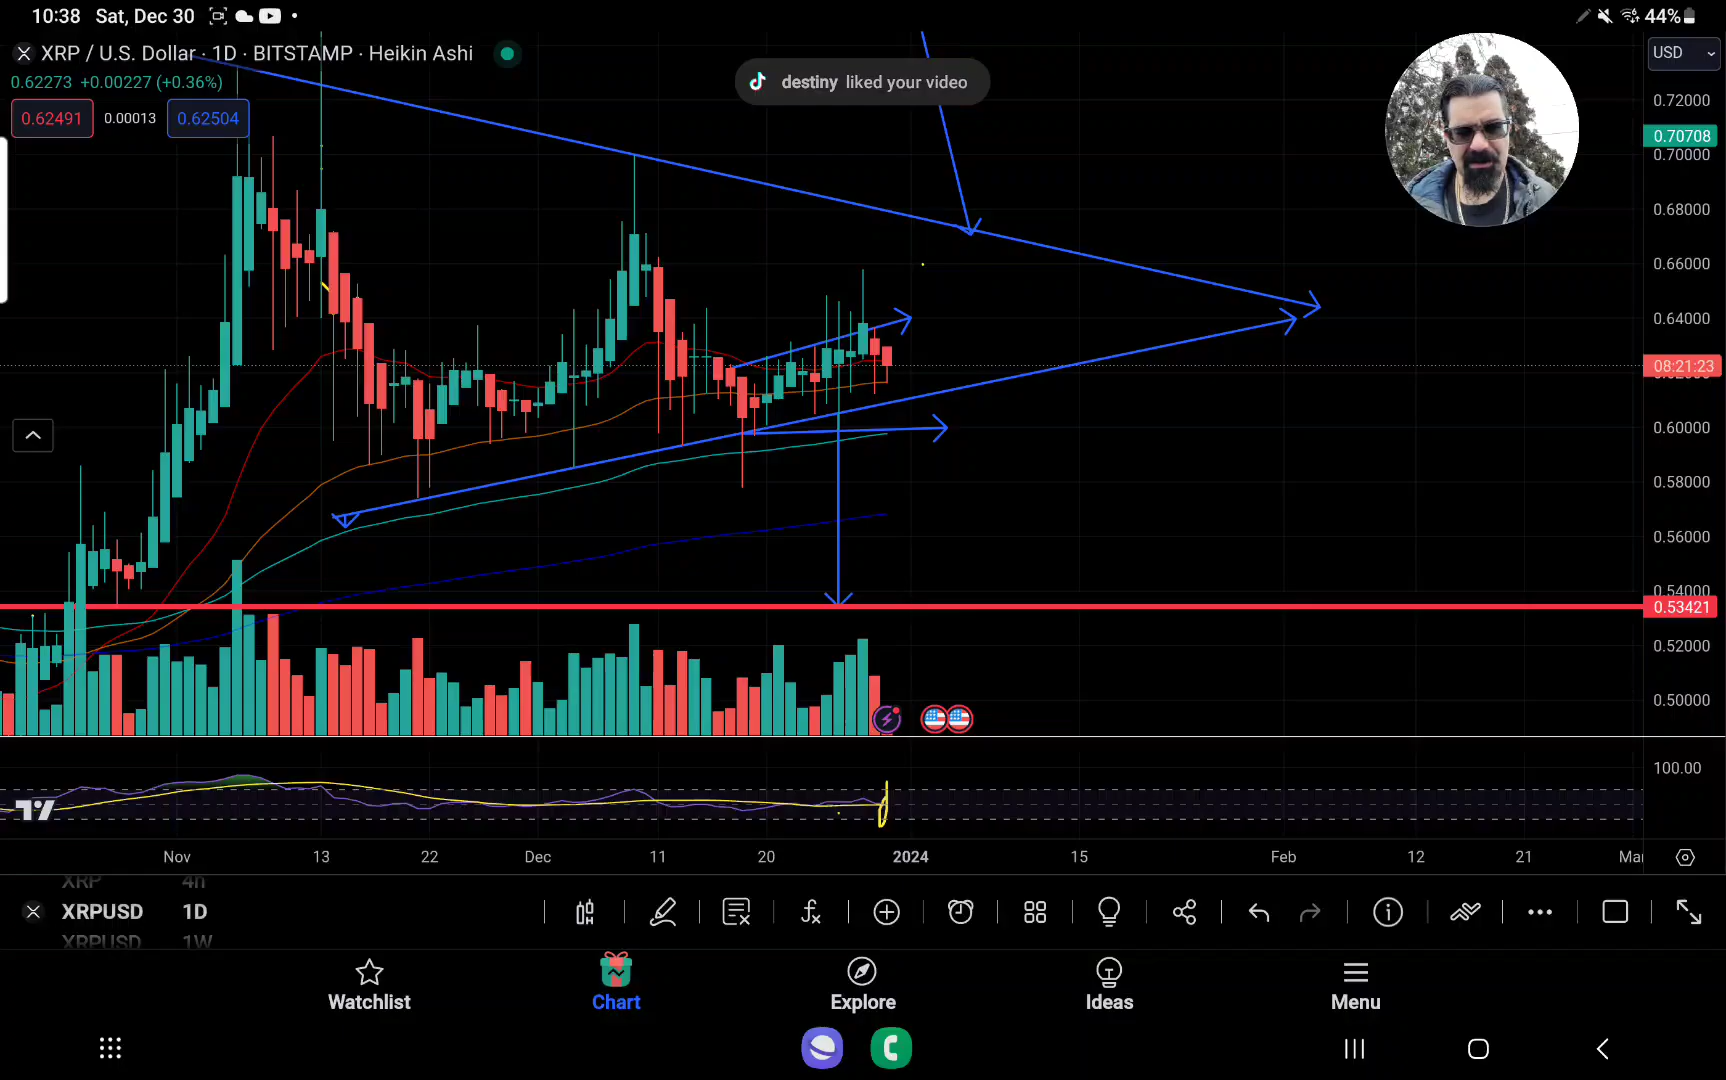 10:38 Sat, Dec 30
44%
XRP / U.S. Dollar · 1D · BITSTAMP · Heikin Ashi
USD
0.62273 +0.00227 (+0.36%)
destiny liked your video
0.62491 0.00013 0.62504
0.72000
0.70708
0.70000
0.68000
0.66000
0.64000
08:21:23
0.60000
0.58000
0.56000
0.54000
0.53421
0.52000
0.50000
100.00
Nov 13 22 Dec 11 20 2024 15 Feb 12 21 Mar
XRP 4h
XRPUSD 1D
XRPUSD 1W
Watchlist Chart Explore Ideas Menu